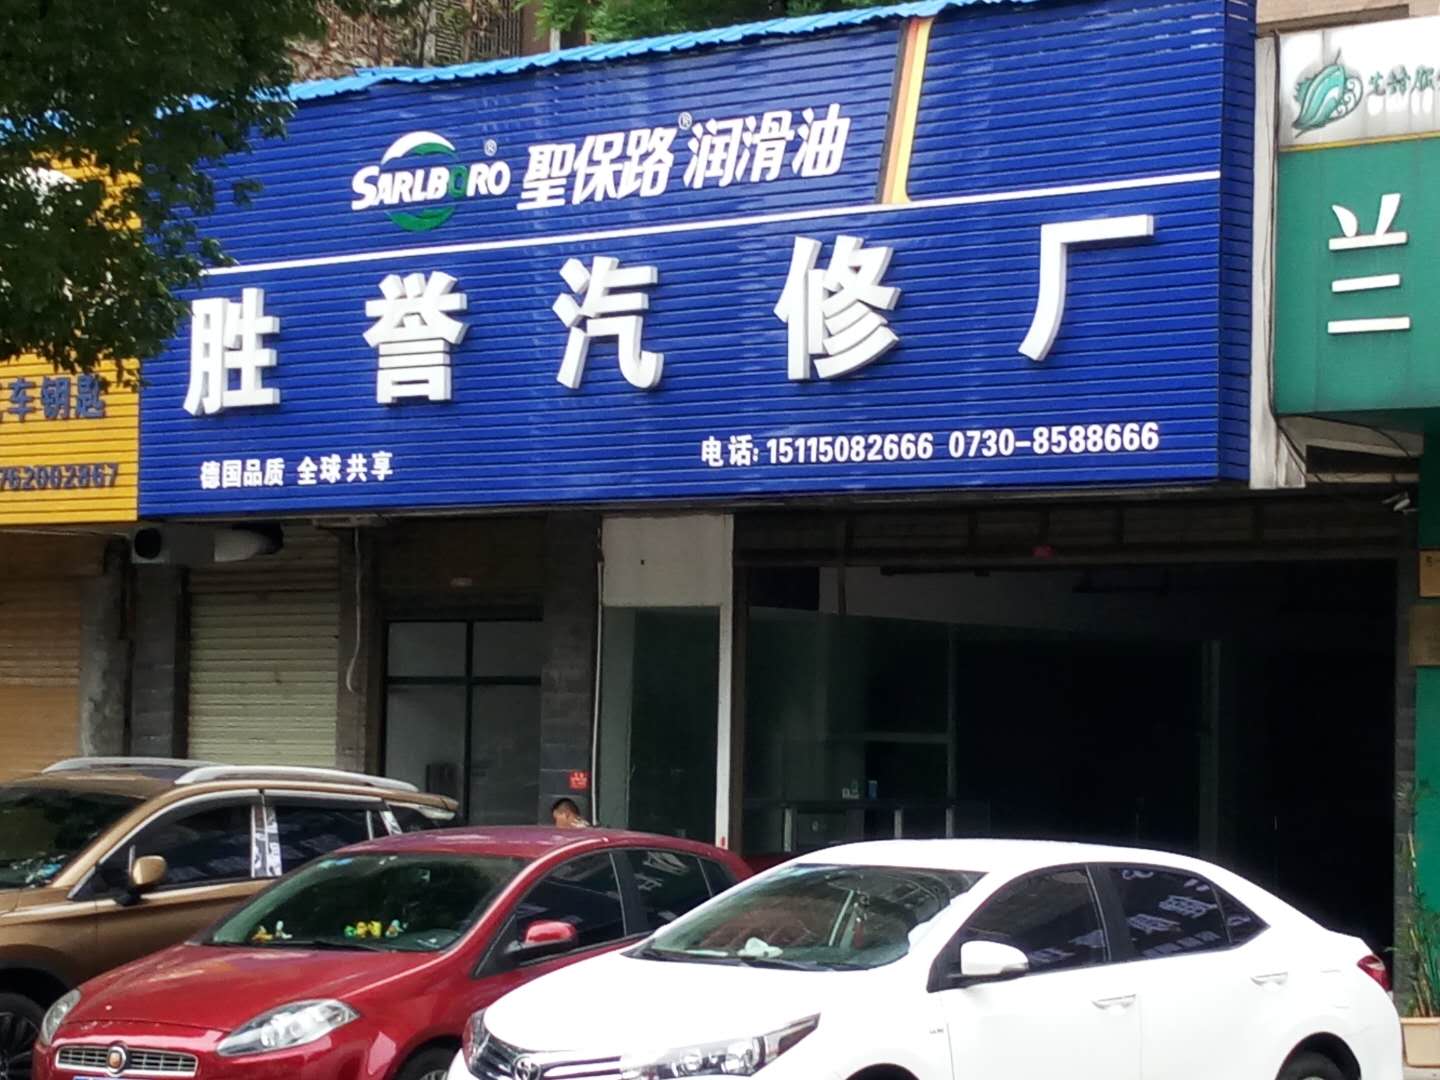 SARLBORO® 聖保路®润滑油
胜誉汽修厂
德国品质 全球共享
电话: 15115082666 0730-8588666
车钥匙
762002867
兰